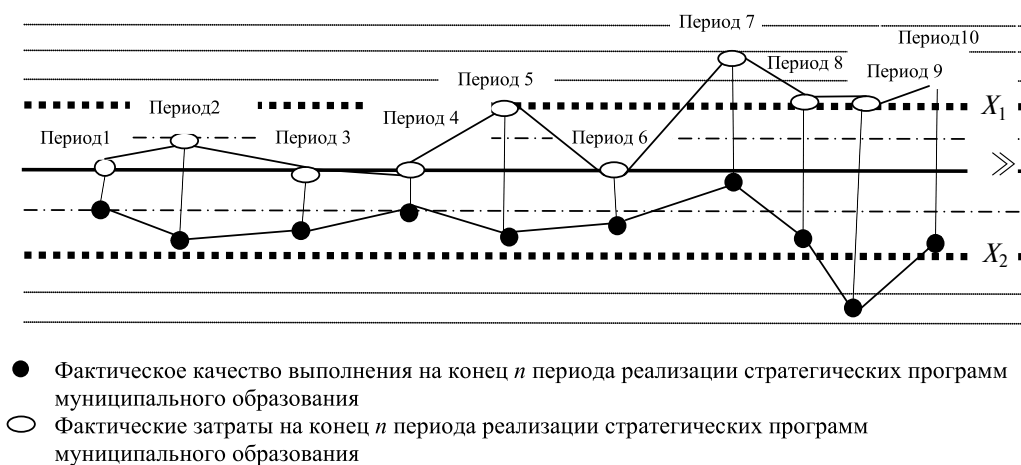 Период 7
Период10
Период 8
Период 9
Период 5
Период2
Период 4
X1
Период1
Период 3
Период 6
X2
Фактическое качество выполнения на конец n периода реализации стратегических программ
муниципального образования
Фактические затраты на конец n периода реализации стратегических программ
муниципального образования